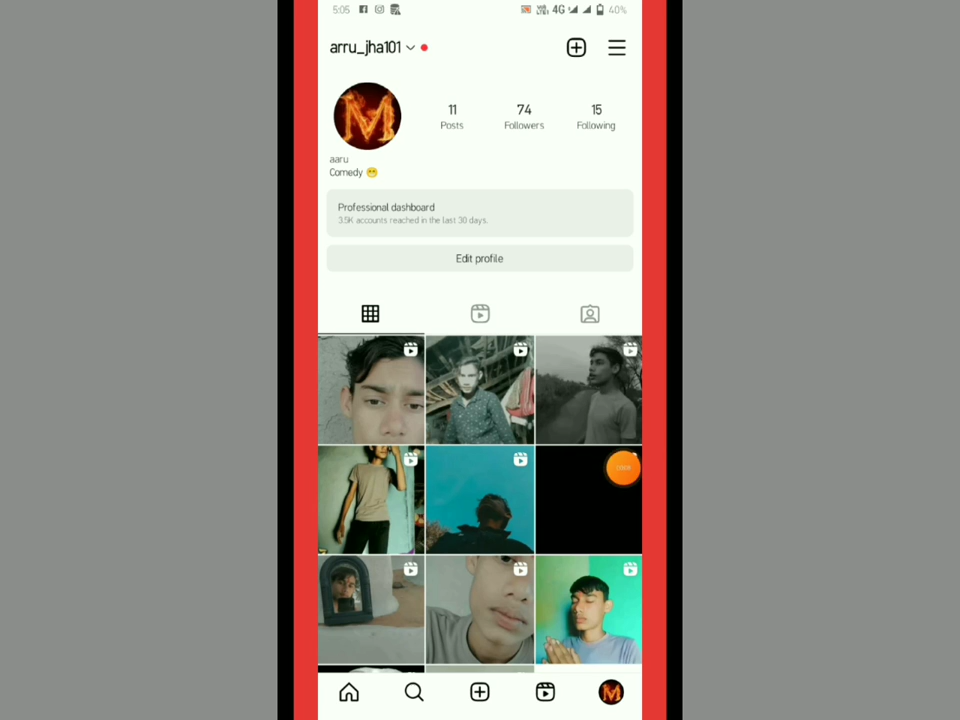 5:05 4G 40%
arru_jha101
M
11 74 15
Posts Followers Following
aaru
Comedy 😁
Professional dashboard
3.5K accounts reached in the last 30 days.
Edit profile
M